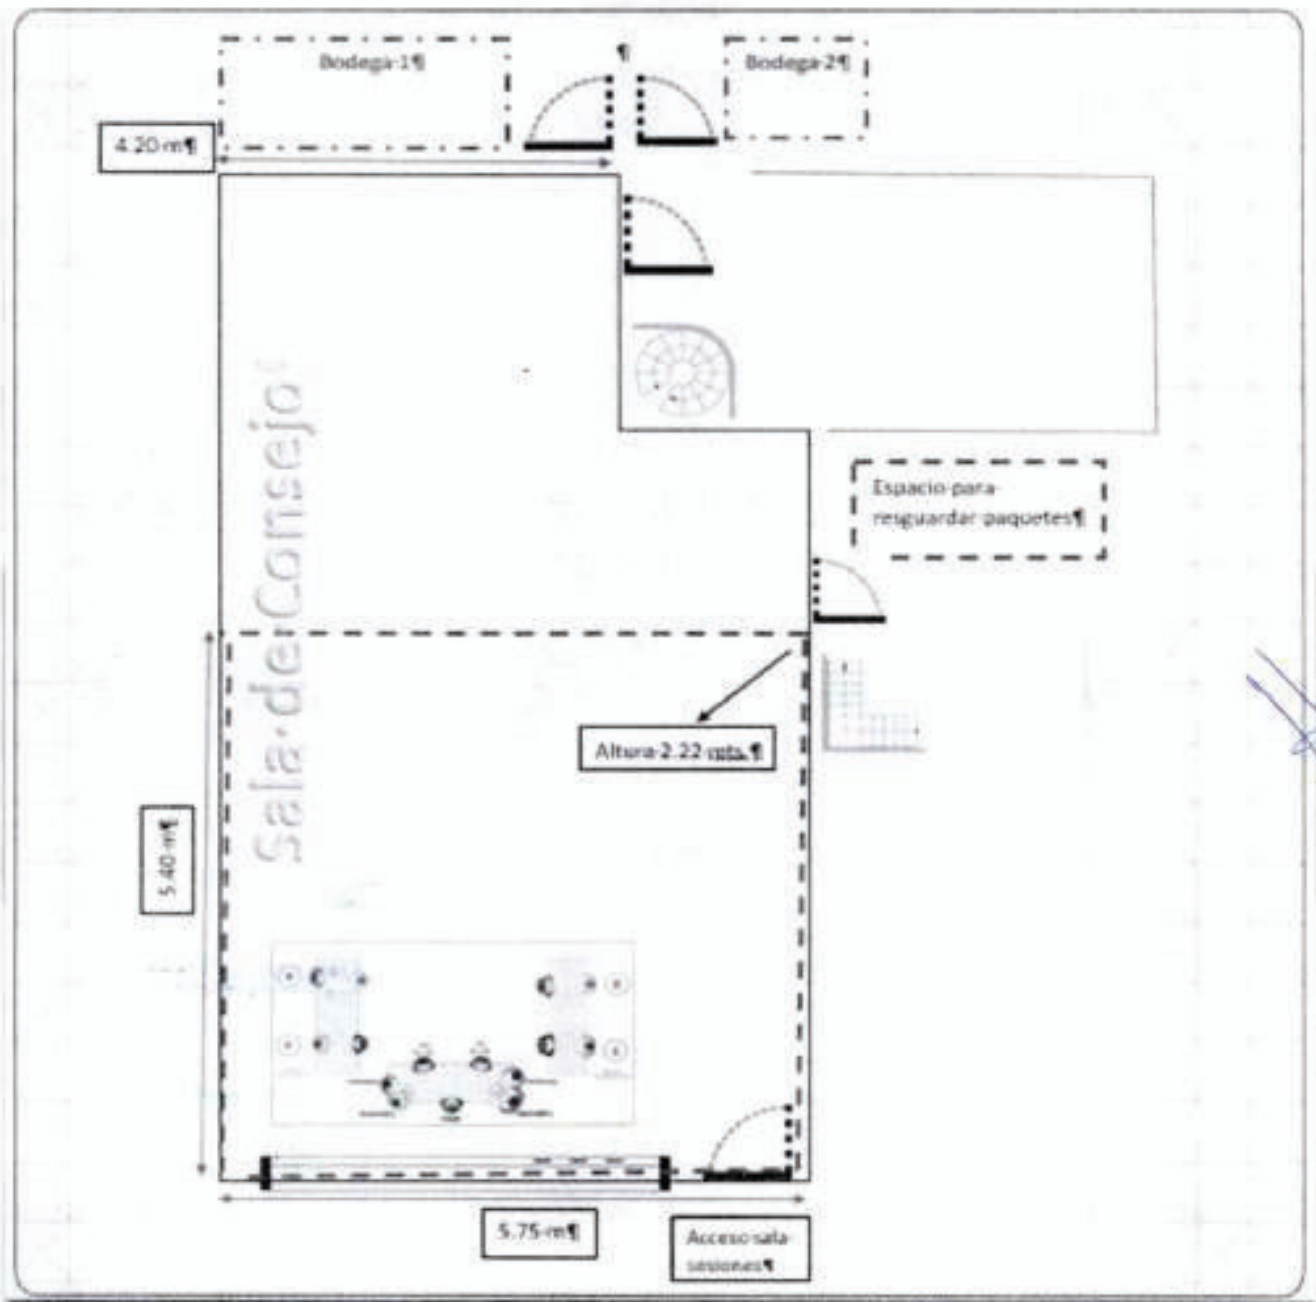 Bodega·1¶
¶
Bodega·2¶
4.20·m¶
Sala·de·Consejo
Espacio·para·
resguardar·paquetes¶
Altura·2.22·mts.¶
5.40·m¶
5.75·m¶
Acceso·sala·
sesiones¶